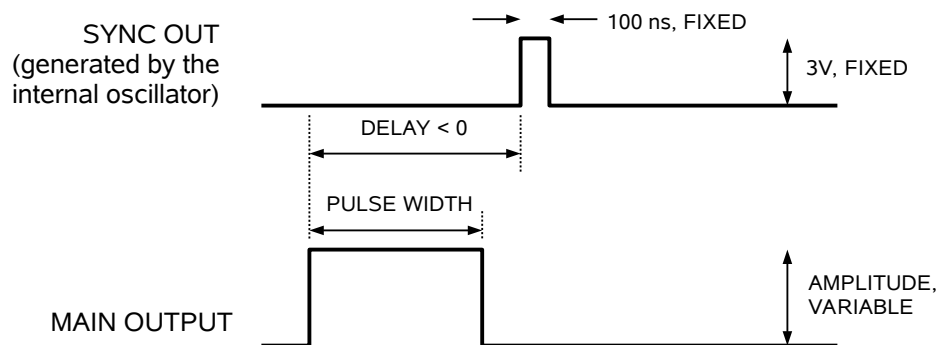 100 ns, FIXED
SYNC OUT
(generated by the
internal oscillator)
3V, FIXED
DELAY < 0
PULSE WIDTH
AMPLITUDE,
VARIABLE
MAIN OUTPUT